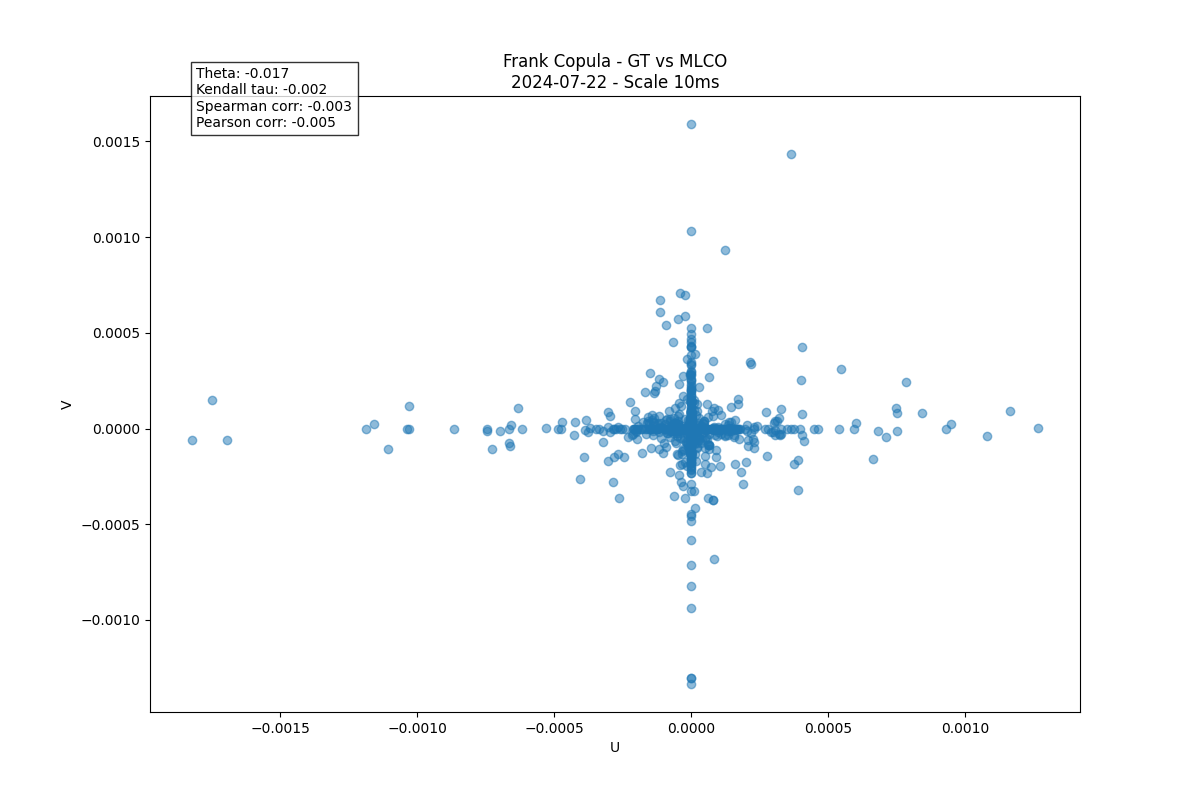 Frank Copula - GT vs MLCO
2024-07-22 - Scale 10ms
Theta: -0.017
Kendall tau: -0.002
Spearman corr: -0.003
Pearson corr: -0.005
0.0015
0.0010
0.0005
0.0000
−0.0005
−0.0010
V
−0.0015
−0.0010
−0.0005
0.0000
0.0005
0.0010
U